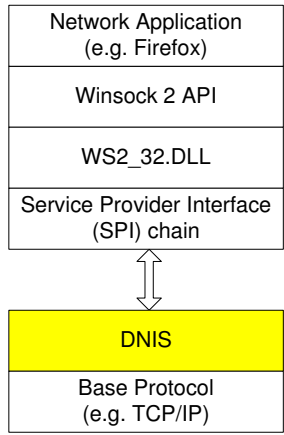 Network Application
(e.g. Firefox)
Winsock 2 API
WS2_32.DLL
Service Provider Interface
(SPI) chain
DNIS
Base Protocol
(e.g. TCP/IP)